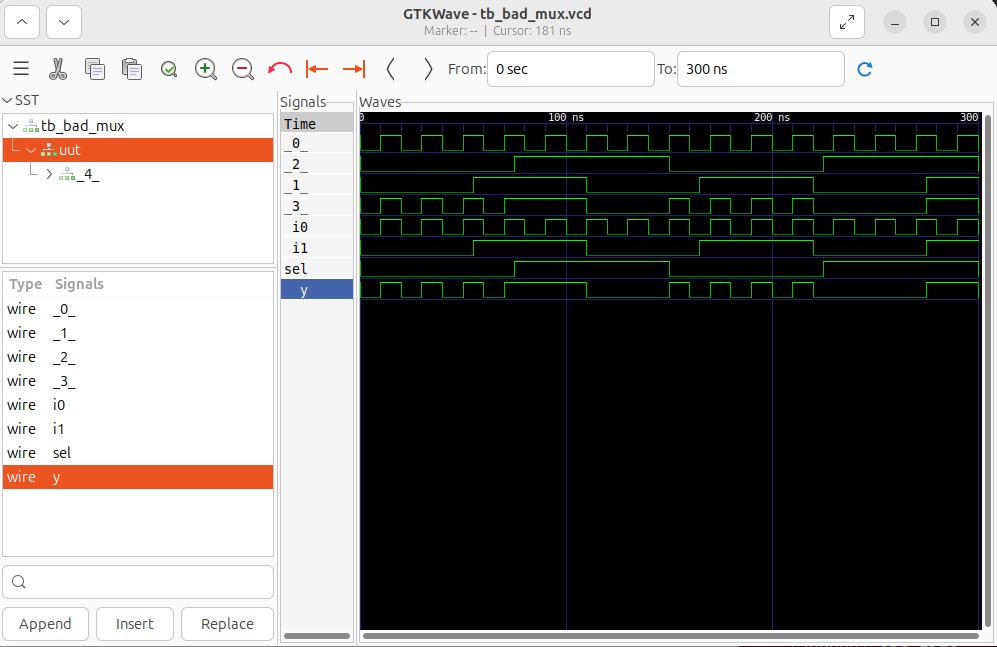 GTKWave - tb_bad_mux.vcd
Marker: -- | Cursor: 181 ns
From: 0 sec To: 300 ns
SST
tb_bad_mux
uut
_4_
Type Signals
wire _0_
wire _1_
wire _2_
wire _3_
wire i0
wire i1
wire sel
wire y
Append Insert Replace
Signals
Time
_0_
_2_
_1_
_3_
i0
i1
sel
y
Waves
0 100 ns 200 ns 300